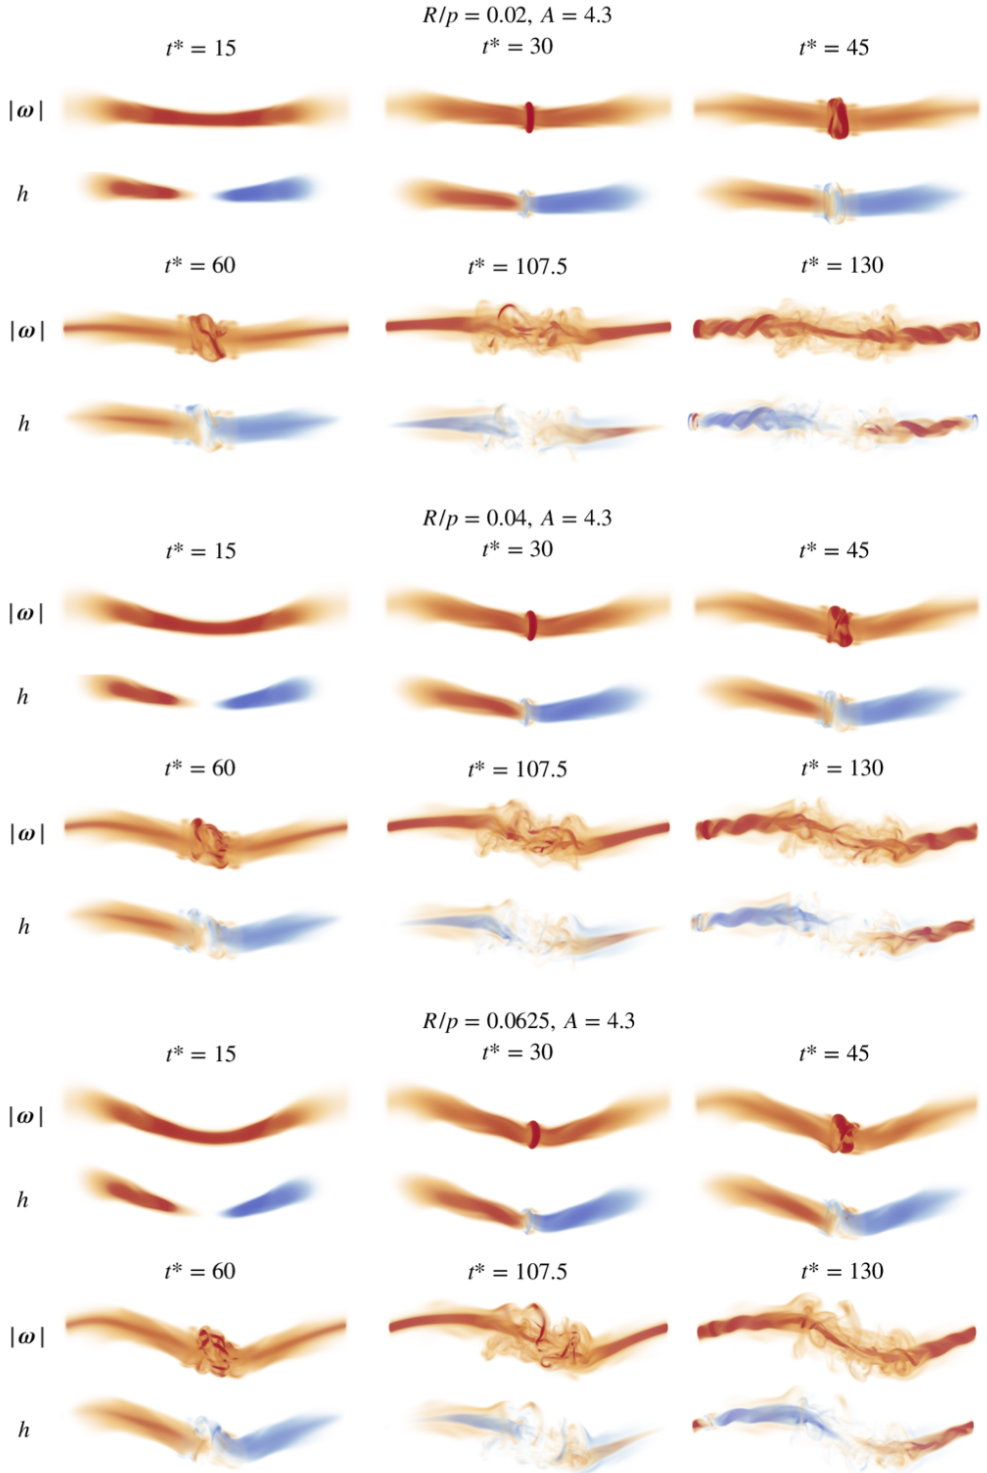 R/p = 0.02, A = 4.3
t* = 15 t* = 30 t* = 45
|ω|
h
t* = 60 t* = 107.5 t* = 130
|ω|
h
R/p = 0.04, A = 4.3
t* = 15 t* = 30 t* = 45
|ω|
h
t* = 60 t* = 107.5 t* = 130
|ω|
h
R/p = 0.0625, A = 4.3
t* = 15 t* = 30 t* = 45
|ω|
h
t* = 60 t* = 107.5 t* = 130
|ω|
h